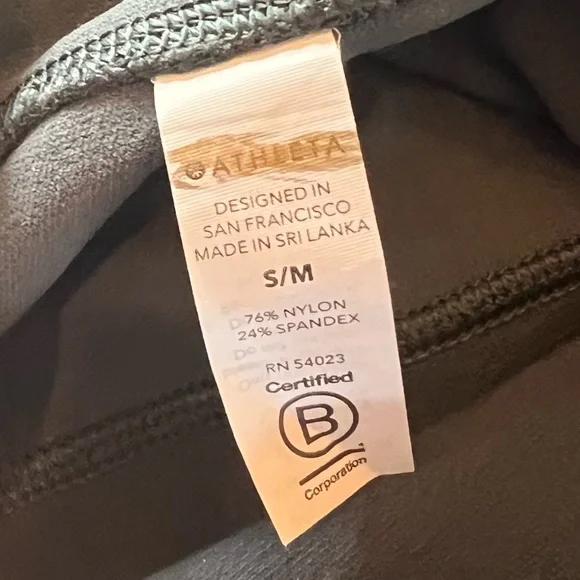 ATHLETA
DESIGNED IN
SAN FRANCISCO
MADE IN SRI LANKA
S/M
76% NYLON
24% SPANDEX
RN 54023
Certified
B
Corporation